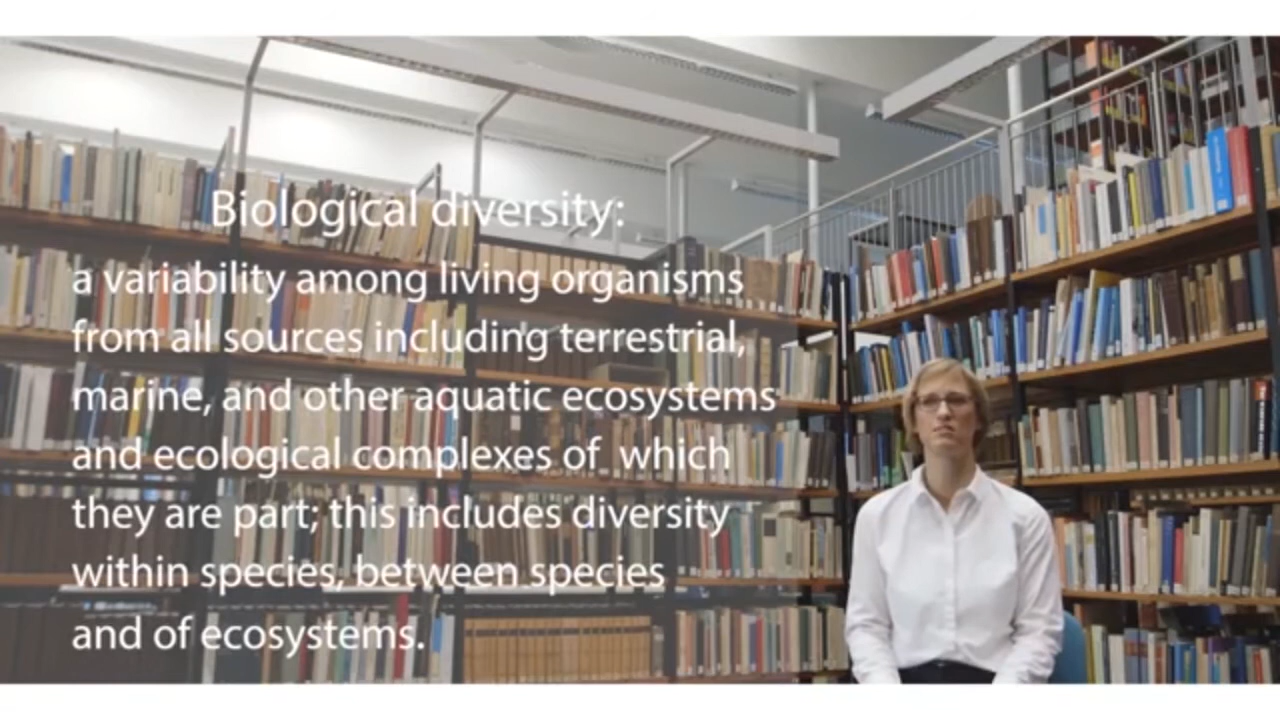 Biological diversity:
a variability among living organisms
from all sources including terrestrial,
marine, and other aquatic ecosystems
and ecological complexes of  which
they are part; this includes diversity
within species, between species
and of ecosystems.